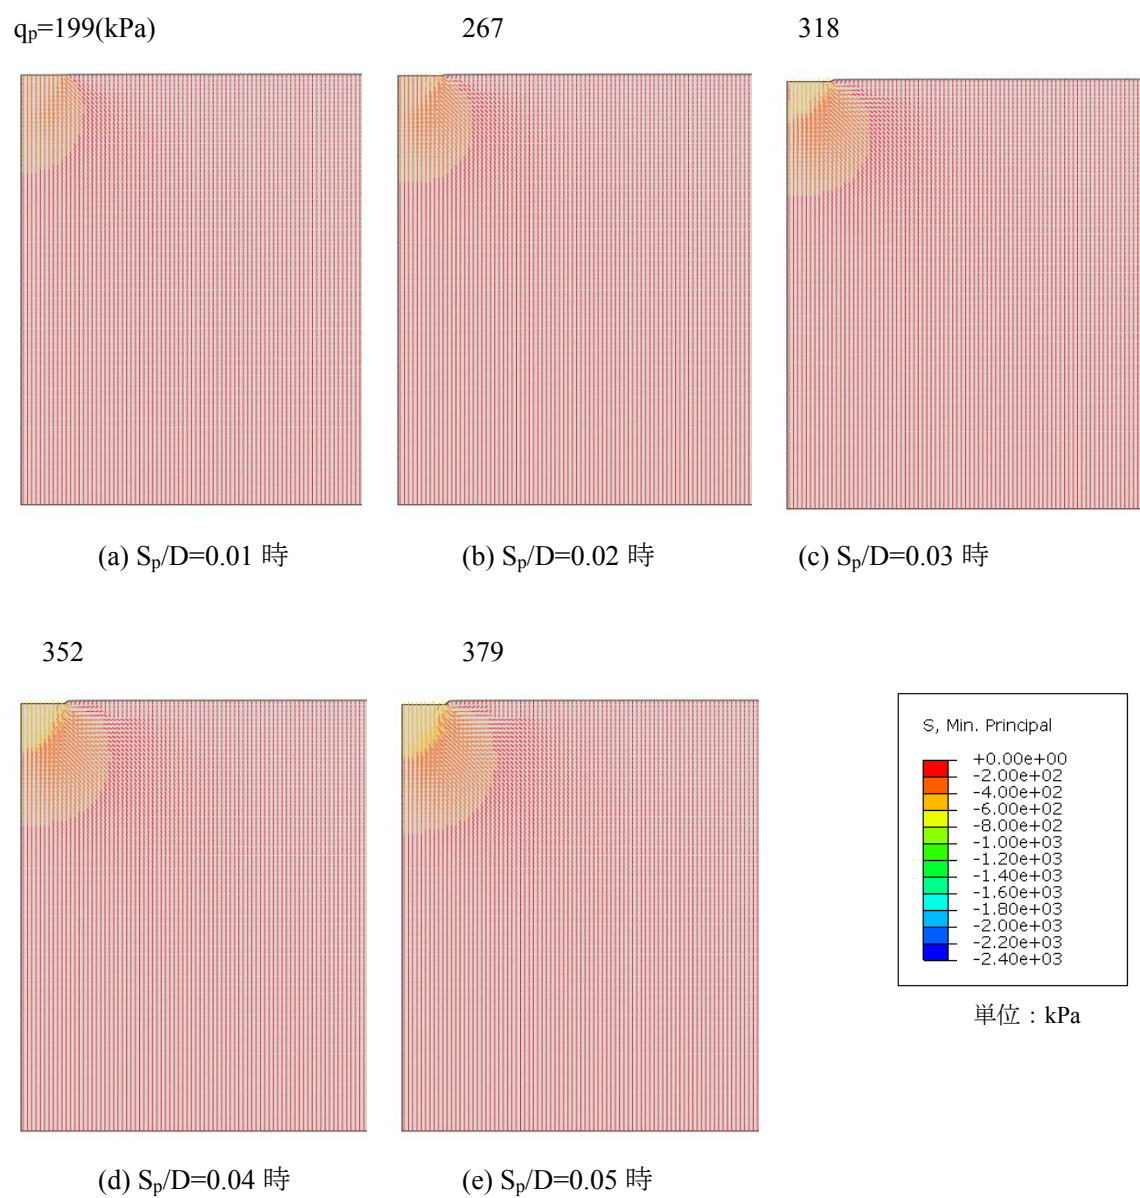 qₚ=199(kPa) 267 318
(a) Sₚ/D=0.01 時 (b) Sₚ/D=0.02 時 (c) Sₚ/D=0.03 時
352 379
S, Min. Principal
+0.00e+00
-2.00e+02
-4.00e+02
-6.00e+02
-8.00e+02
-1.00e+03
-1.20e+03
-1.40e+03
-1.60e+03
-1.80e+03
-2.00e+03
-2.20e+03
-2.40e+03
単位：kPa
(d) Sₚ/D=0.04 時 (e) Sₚ/D=0.05 時